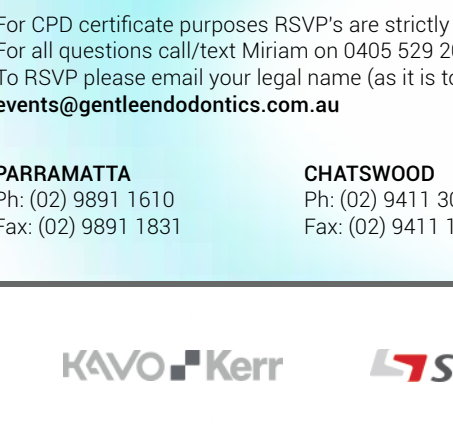 For CPD certificate purposes RSVP's are strictly
For all questions call/text Miriam on 0405 529
To RSVP please email your legal name (as it is
events@gentleendodontics.com.au
PARRAMATTA
Ph: (02) 9891 1610
Fax: (02) 9891 1831
CHATSWOOD
Ph: (02) 9411
Fax: (02) 9411
KAVO Kerr